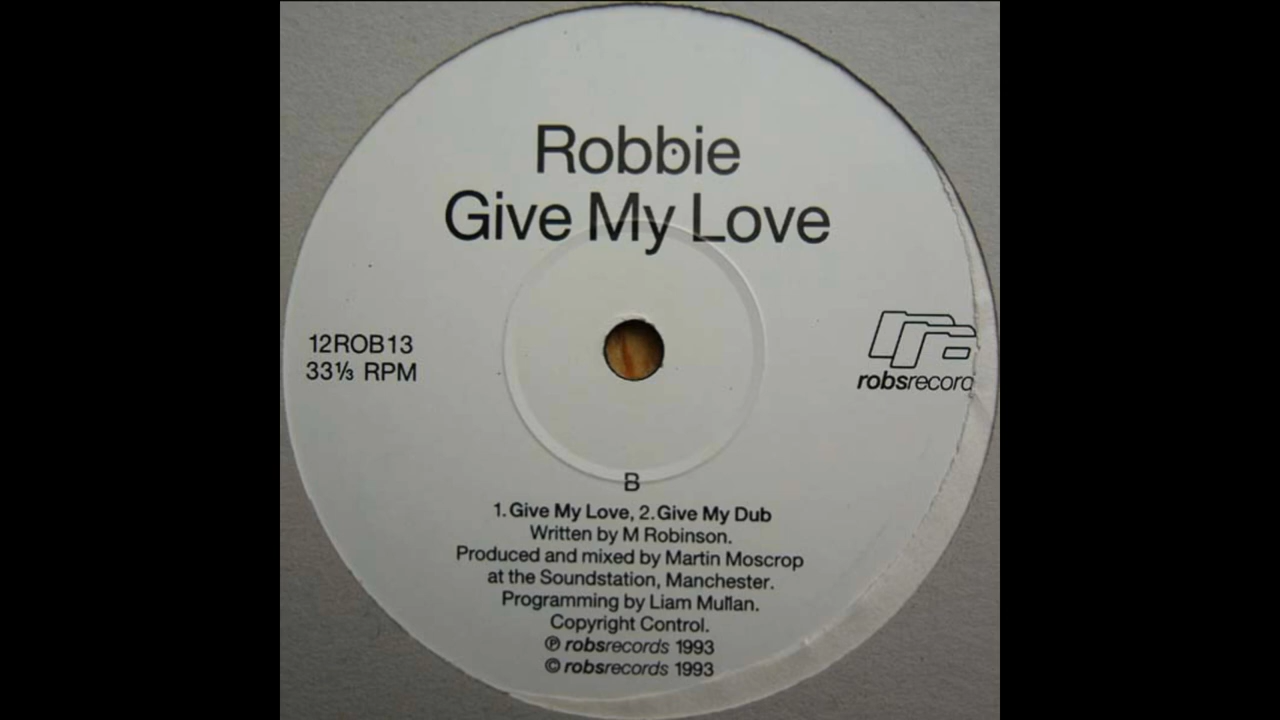 Robbie
Give My Love
12ROB13
33⅓ RPM
robsrecord
B
1. Give My Love, 2. Give My Dub
Written by M Robinson.
Produced and mixed by Martin Moscrop
at the Soundstation, Manchester.
Programming by Liam Mullan.
Copyright Control.
℗ robsrecords 1993
© robsrecords 1993